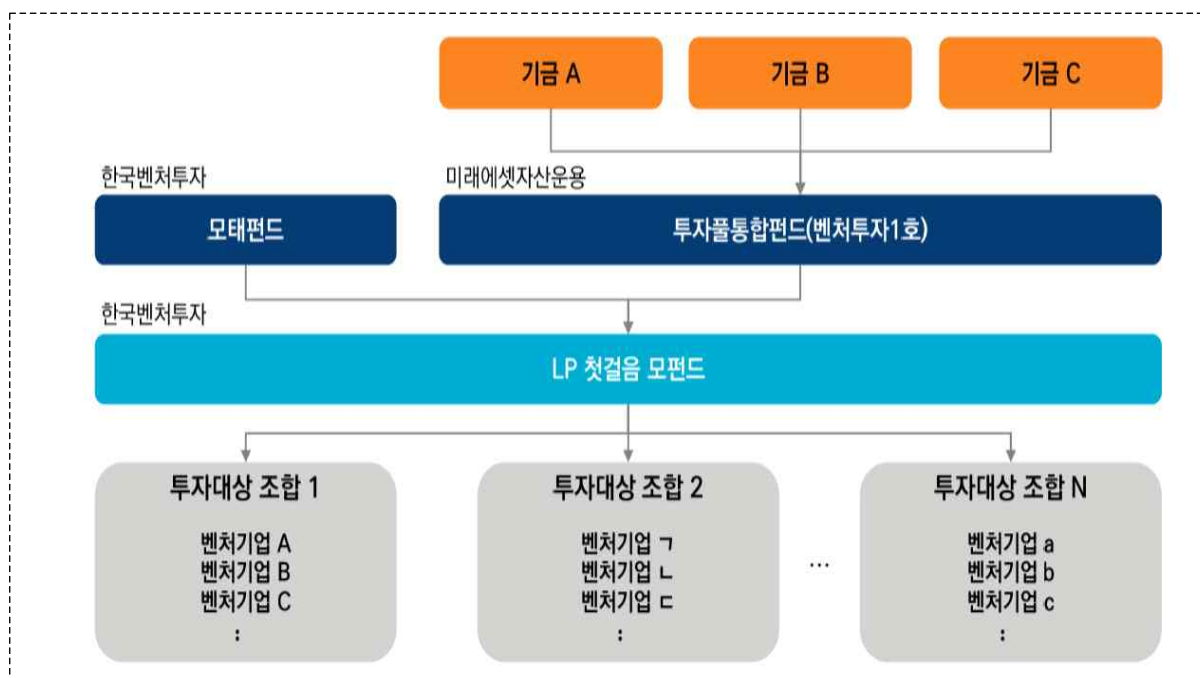 기금 A
기금 B
기금 C
한국벤처투자
미래에셋자산운용
모태펀드
투자풀통합펀드(벤처투자1호)
한국벤처투자
LP 첫걸음 모펀드
투자대상 조합 1
벤처기업 A
벤처기업 B
벤처기업 C
:
투자대상 조합 2
벤처기업 ㄱ
벤처기업 ㄴ
벤처기업 ㄷ
:
...
투자대상 조합 N
벤처기업 a
벤처기업 b
벤처기업 c
: